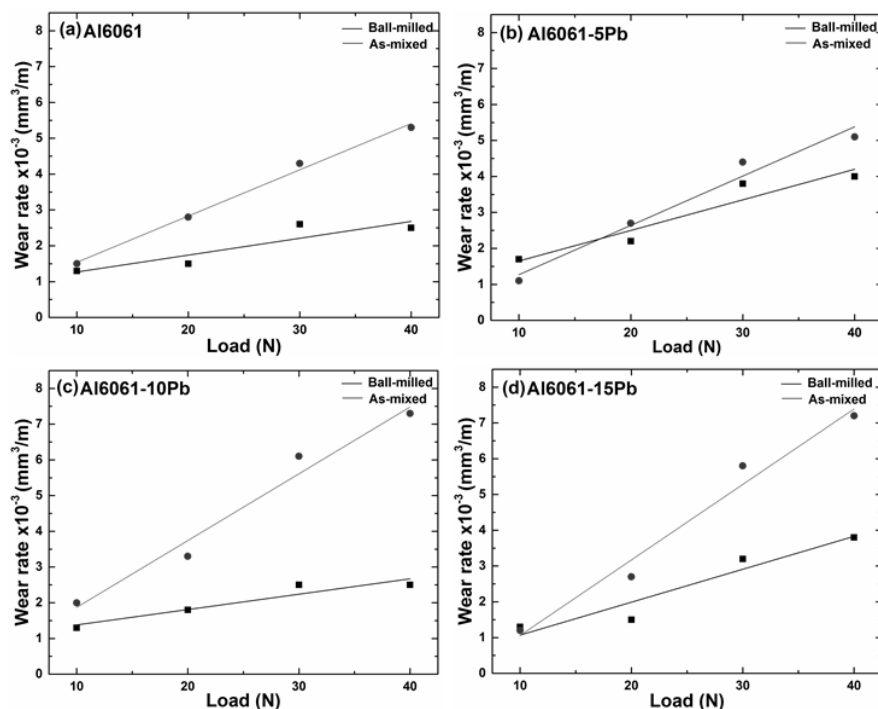 (a) Al6061
Ball-milled
As-mixed
8
7
6
5
4
3
2
1
0
Wear rate x10⁻³ (mm³/m)
10 20 30 40
Load (N)
(b) Al6061-5Pb
Ball-milled
As-mixed
8
7
6
5
4
3
2
1
0
Wear rate x10⁻³ (mm³/m)
10 20 30 40
Load (N)
(c) Al6061-10Pb
Ball-milled
As-mixed
8
7
6
5
4
3
2
1
0
Wear rate x10⁻³ (mm³/m)
10 20 30 40
Load (N)
(d) Al6061-15Pb
Ball-milled
As-mixed
8
7
6
5
4
3
2
1
0
Wear rate x10⁻³ (mm³/m)
10 20 30 40
Load (N)